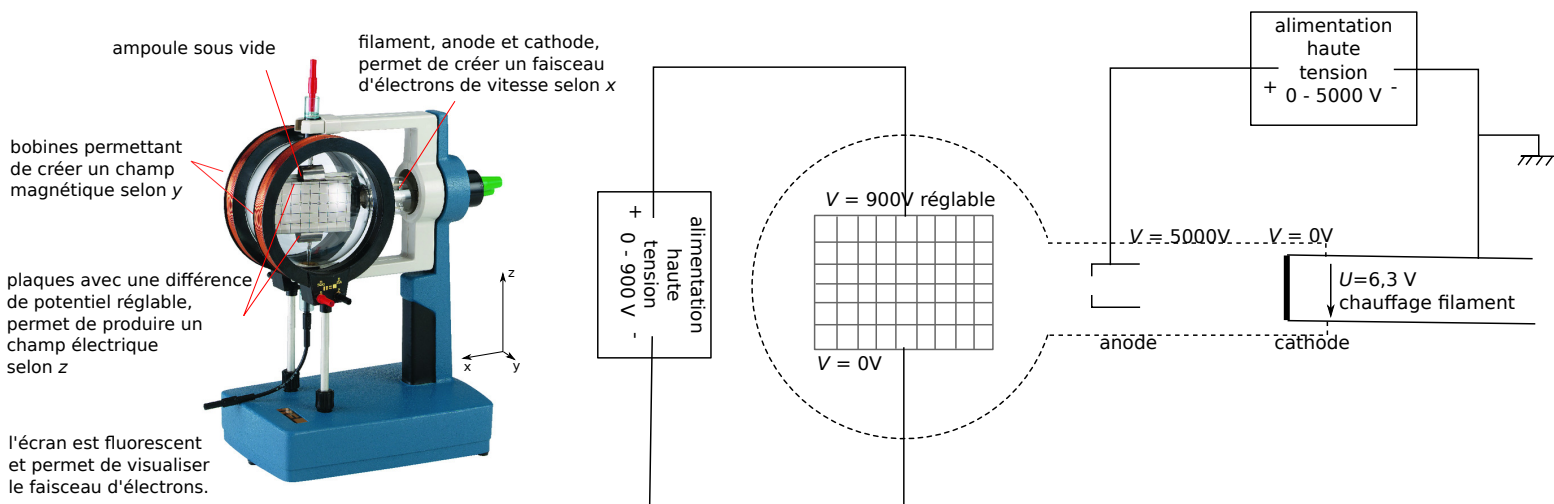 ampoule sous vide
filament, anode et cathode,
permet de créer un faisceau
d'électrons de vitesse selon x
bobines permettant
de créer un champ
magnétique selon y
plaques avec une différence
de potentiel réglable,
permet de produire un
champ électrique
selon z
l'écran est fluorescent
et permet de visualiser
le faisceau d'électrons.
z
x
y
alimentation
haute
tension
+ 0 - 900 V -
V = 900V réglable
V = 0V
alimentation
haute
tension
+ 0 - 5000 V -
V = 5000V
V = 0V
U=6,3 V
chauffage filament
anode
cathode